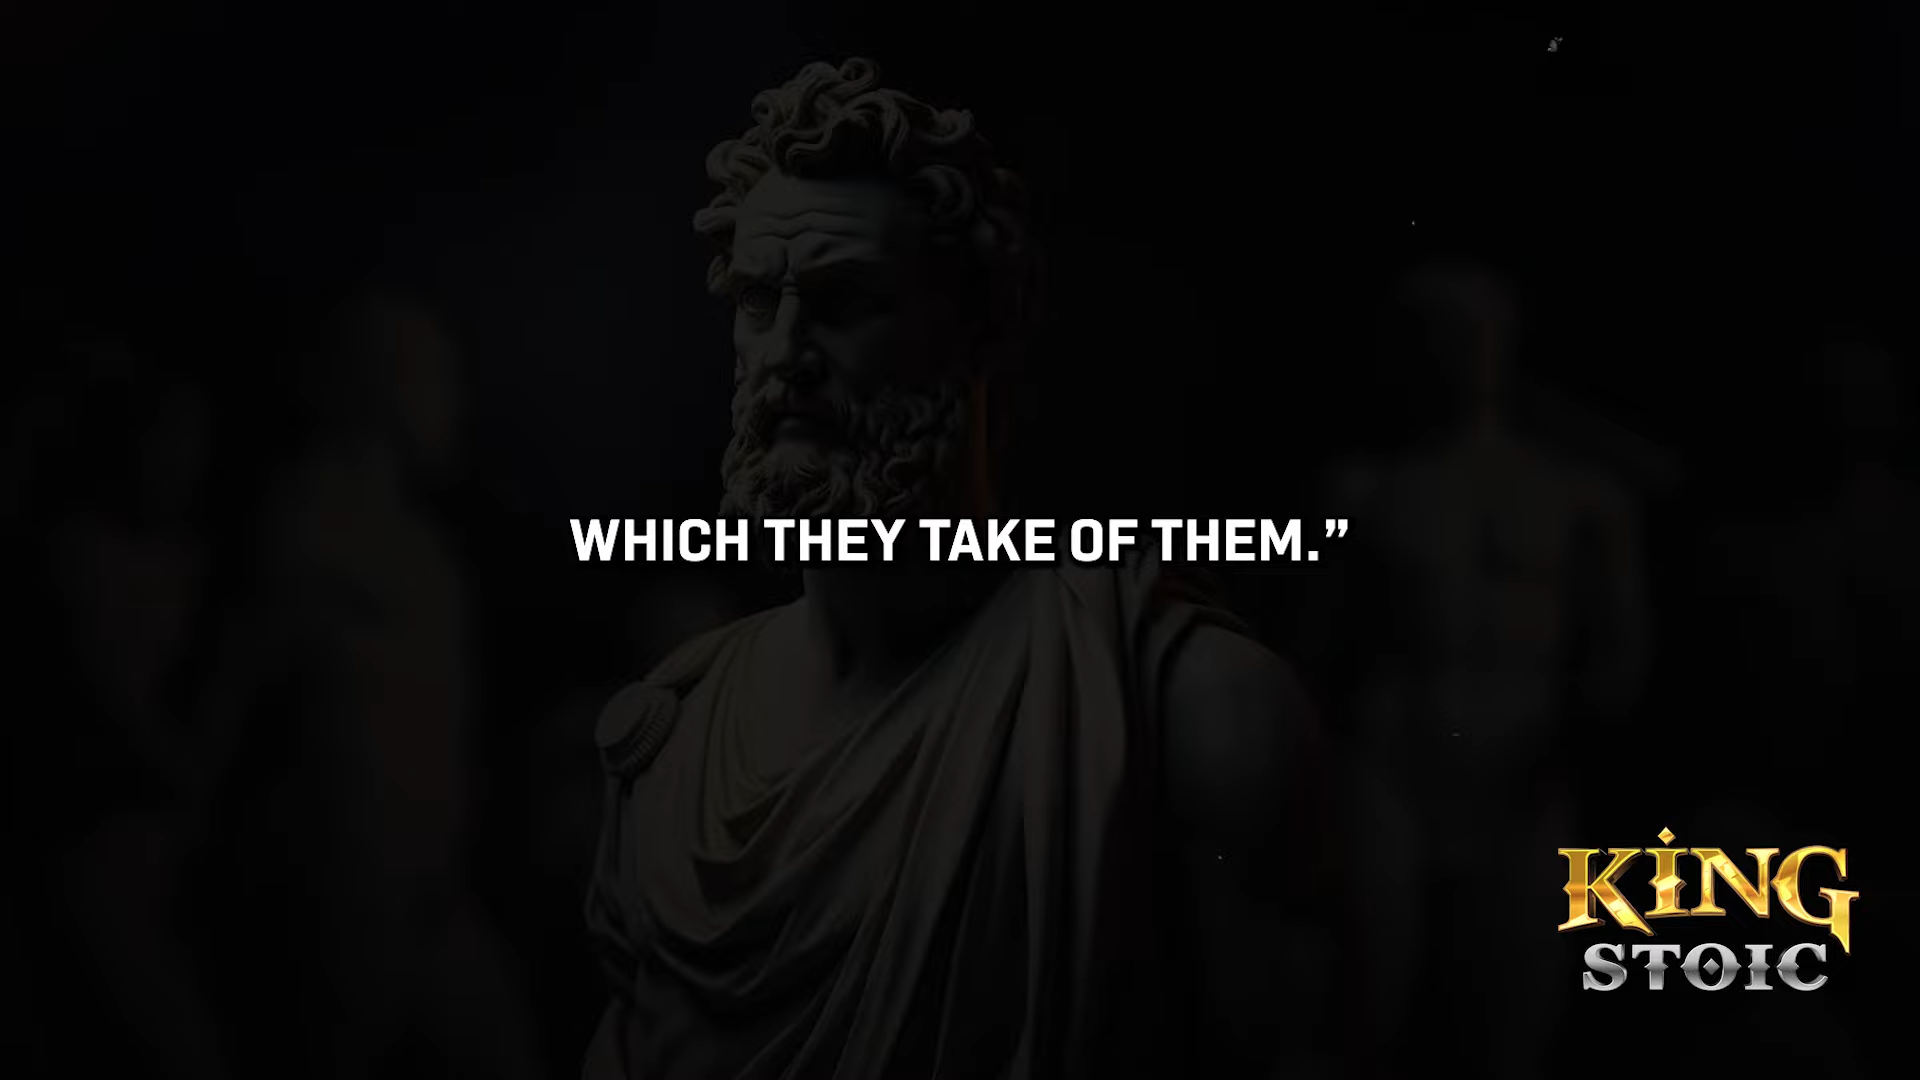 WHICH THEY TAKE OF THEM.”
KING
STOIC